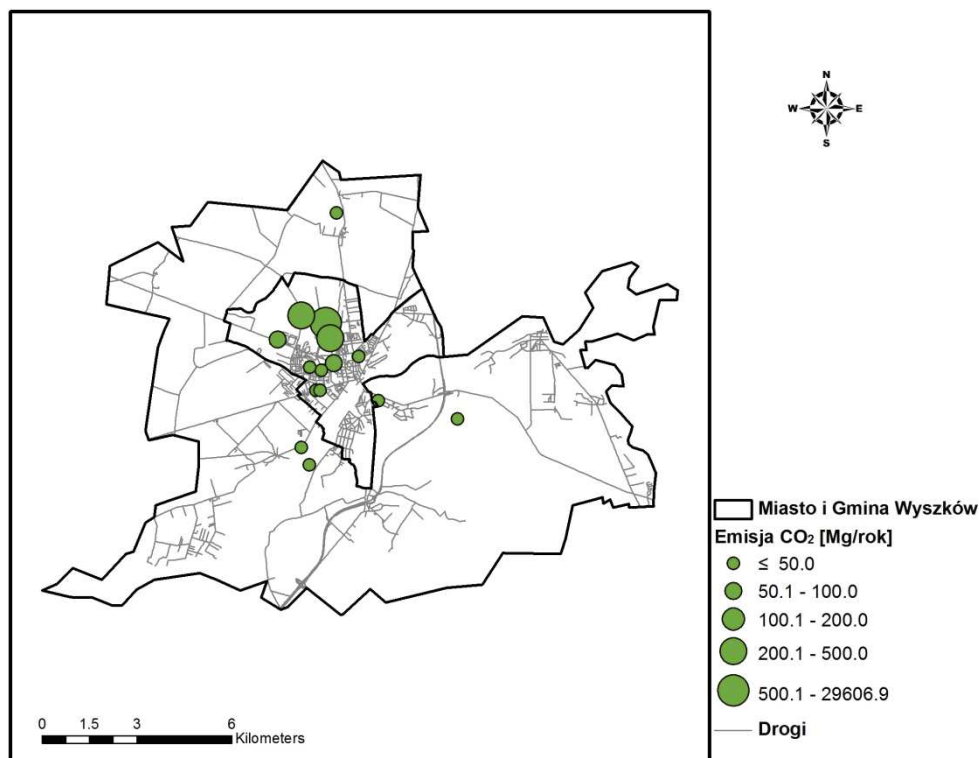 N
W E
S
Miasto i Gmina Wyszków
Emisja CO₂ [Mg/rok]
≤ 50.0
50.1 - 100.0
100.1 - 200.0
200.1 - 500.0
500.1 - 29606.9
Drogi
0 1.5 3 6
Kilometers